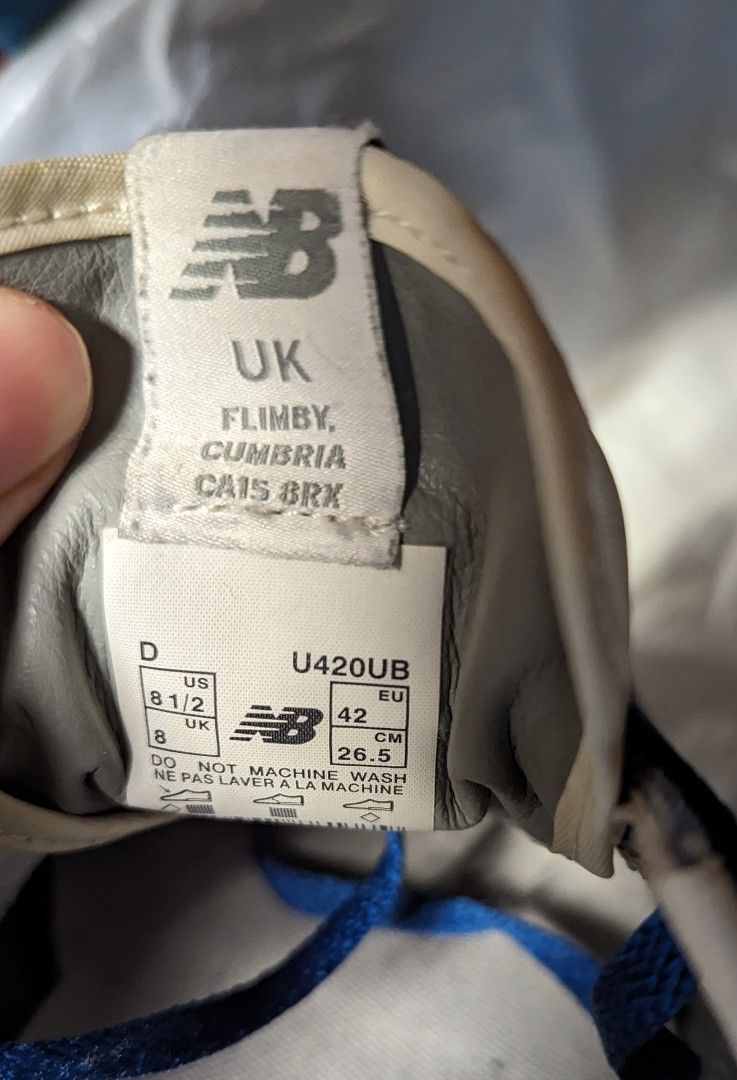 NB
UK
FLIMBY,
CUMBRIA
CA15 8RX
D U420UB
US
8 1/2
UK
8
NB
EU
42
CM
26.5
DO NOT MACHINE WASH
NE PAS LAVER A LA MACHINE